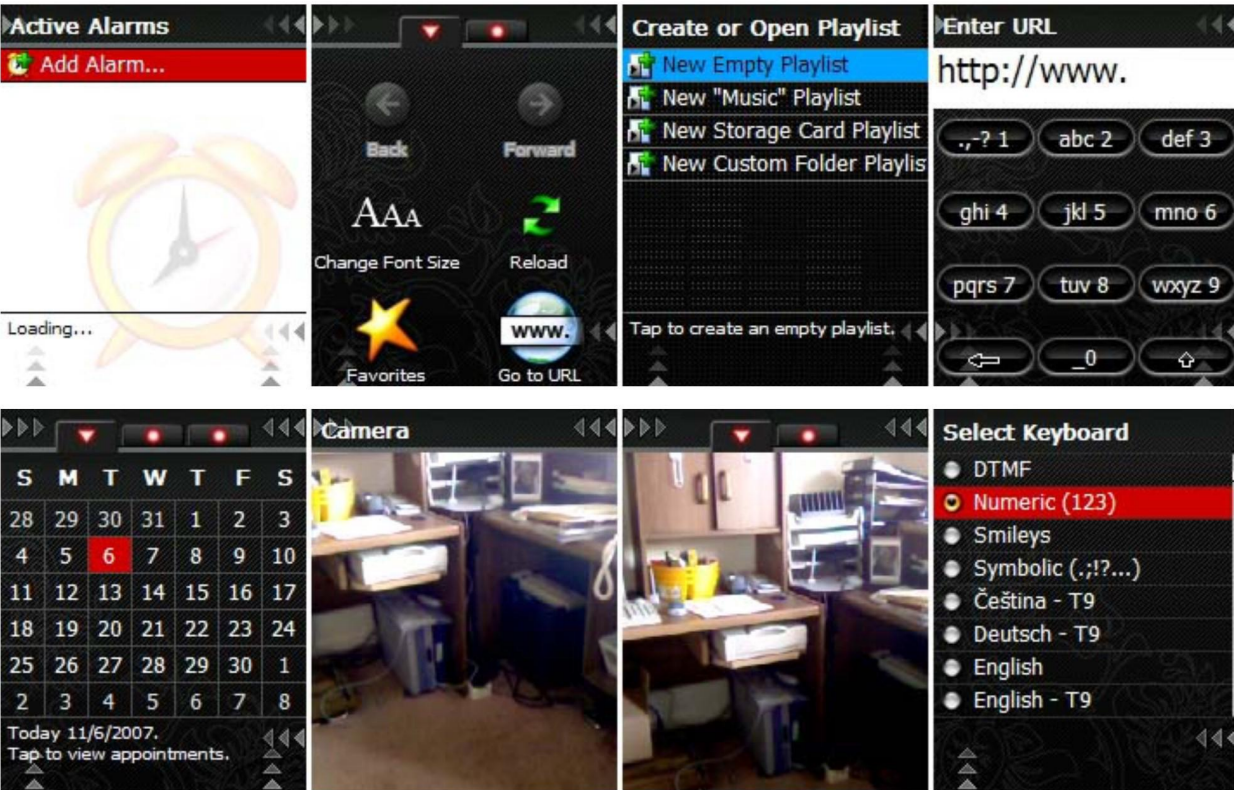 Active Alarms
Add Alarm...
Loading...
Back
Forward
AAA
Change Font Size
Reload
www.
Favorites
Go to URL
Create or Open Playlist
New Empty Playlist
New "Music" Playlist
New Storage Card Playlist
New Custom Folder Playlis
Tap to create an empty playlist.
Enter URL
http://www.
.,-? 1 abc 2 def 3
ghi 4 jkl 5 mno 6
pqrs 7 tuv 8 wxyz 9
_0
S M T W T F S
28 29 30 31 1 2 3
4 5 6 7 8 9 10
11 12 13 14 15 16 17
18 19 20 21 22 23 24
25 26 27 28 29 30 1
2 3 4 5 6 7 8
Today 11/6/2007.
Tap to view appointments.
Camera
Select Keyboard
DTMF
Numeric (123)
Smileys
Symbolic (.;!?...)
Čeština - T9
Deutsch - T9
English
English - T9